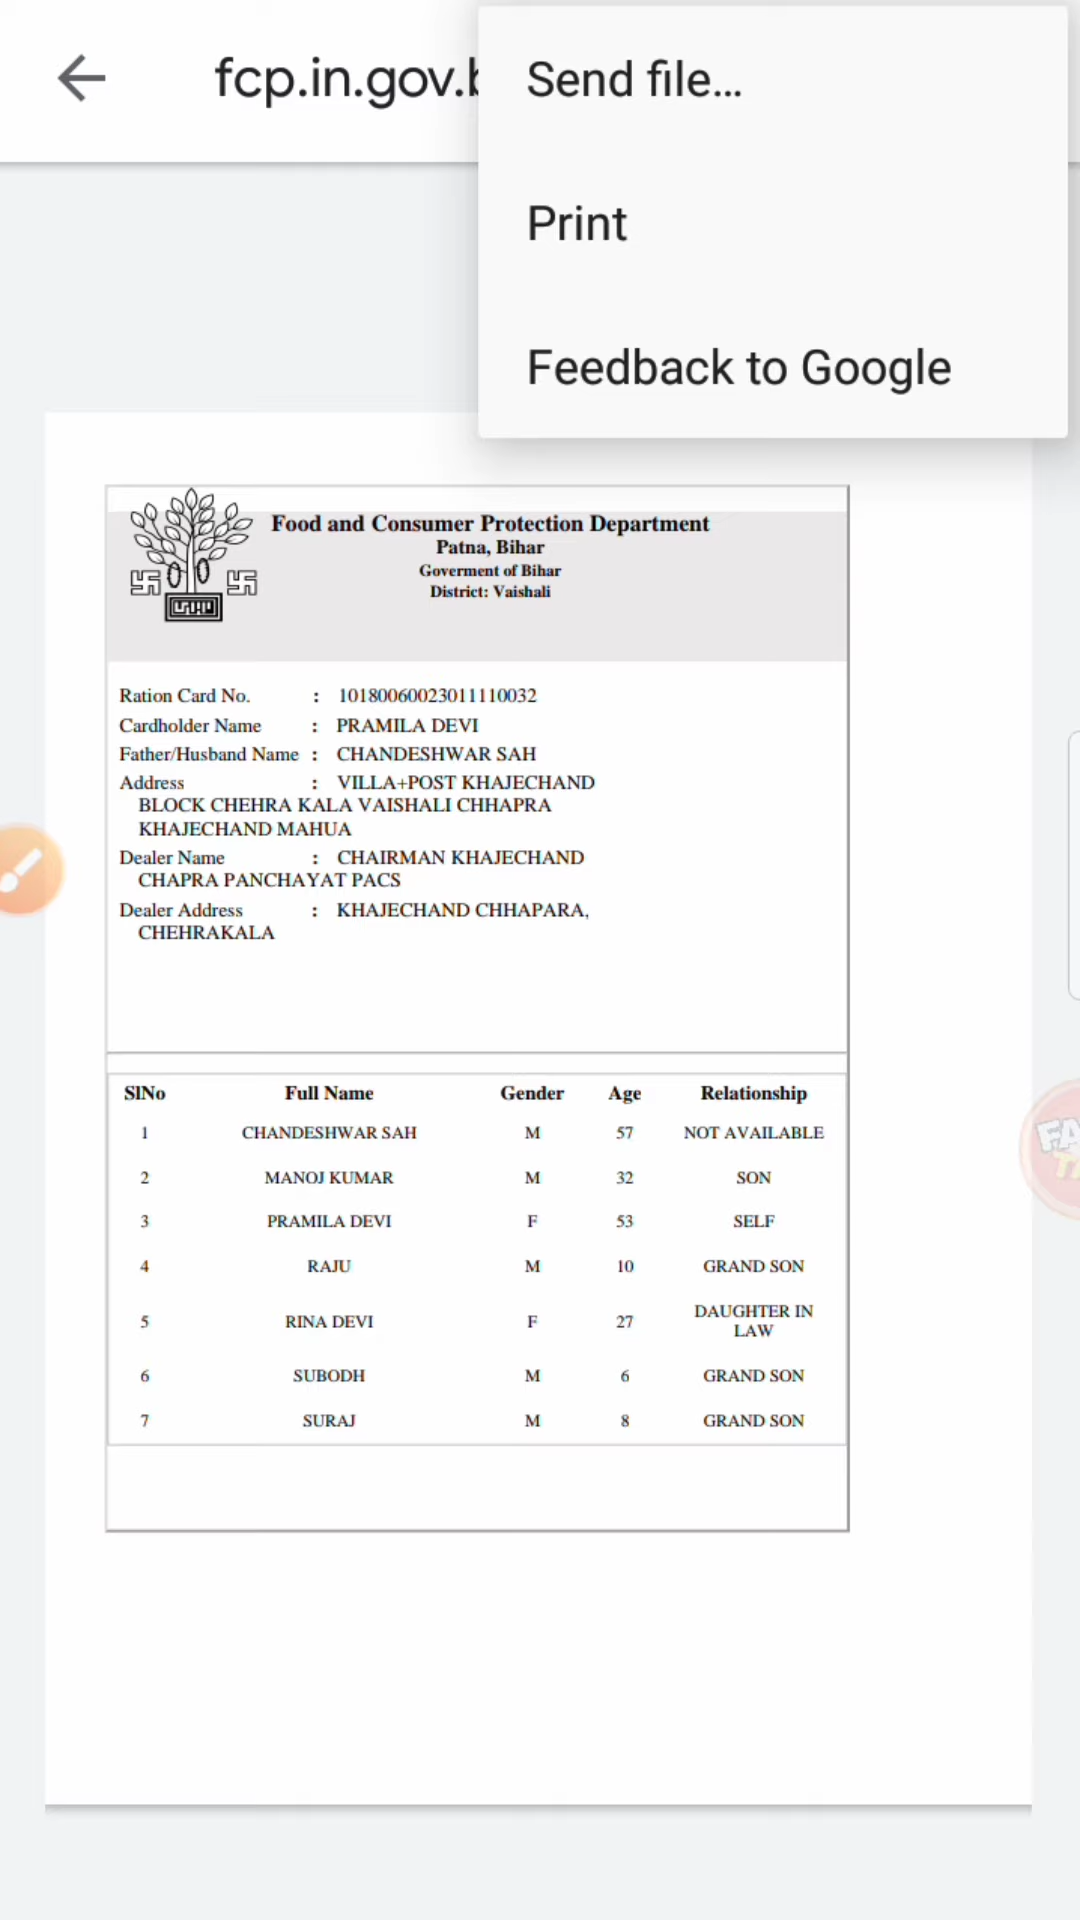 fcp.in.gov.
Send file...
Print
Feedback to Google
Food and Consumer Protection Department
Patna, Bihar
Goverment of Bihar
District: Vaishali
Ration Card No. : 10180060023011110032
Cardholder Name : PRAMILA DEVI
Father/Husband Name : CHANDESHWAR SAH
Address : VILLA+POST KHAJECHAND
BLOCK CHEHRA KALA VAISHALI CHHAPRA
KHAJECHAND MAHUA
Dealer Name : CHAIRMAN KHAJECHAND
CHAPRA PANCHAYAT PACS
Dealer Address : KHAJECHAND CHHAPARA,
CHEHRAKALA
SlNo Full Name Gender Age Relationship
1 CHANDESHWAR SAH M 57 NOT AVAILABLE
2 MANOJ KUMAR M 32 SON
3 PRAMILA DEVI F 53 SELF
4 RAJU M 10 GRAND SON
5 RINA DEVI F 27 DAUGHTER IN
LAW
6 SUBODH M 6 GRAND SON
7 SURAJ M 8 GRAND SON